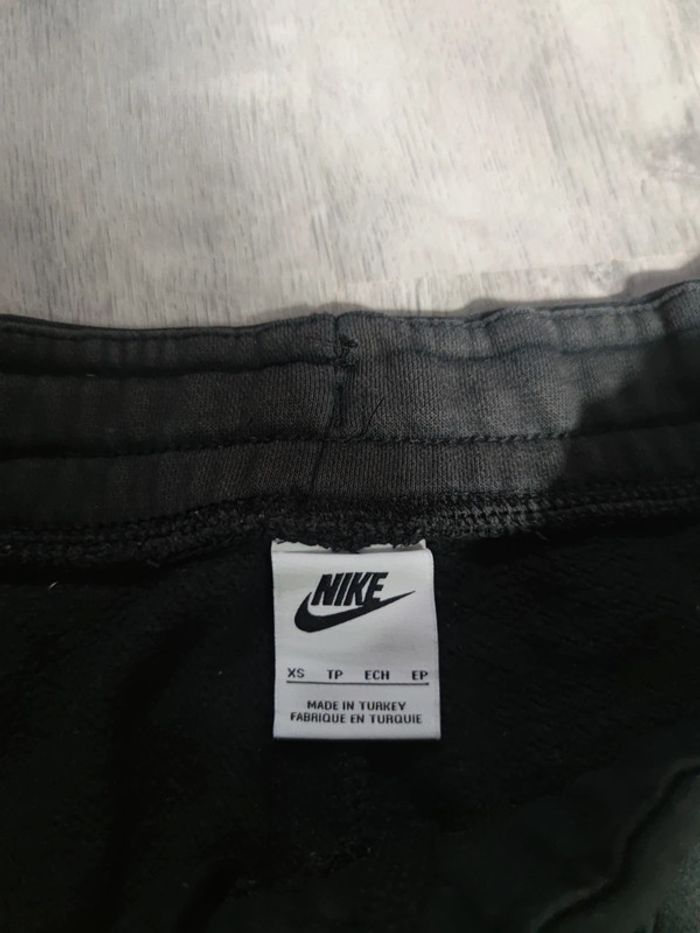 NIKE
XS TP ECH EP
MADE IN TURKEY
FABRIQUE EN TURQUIE